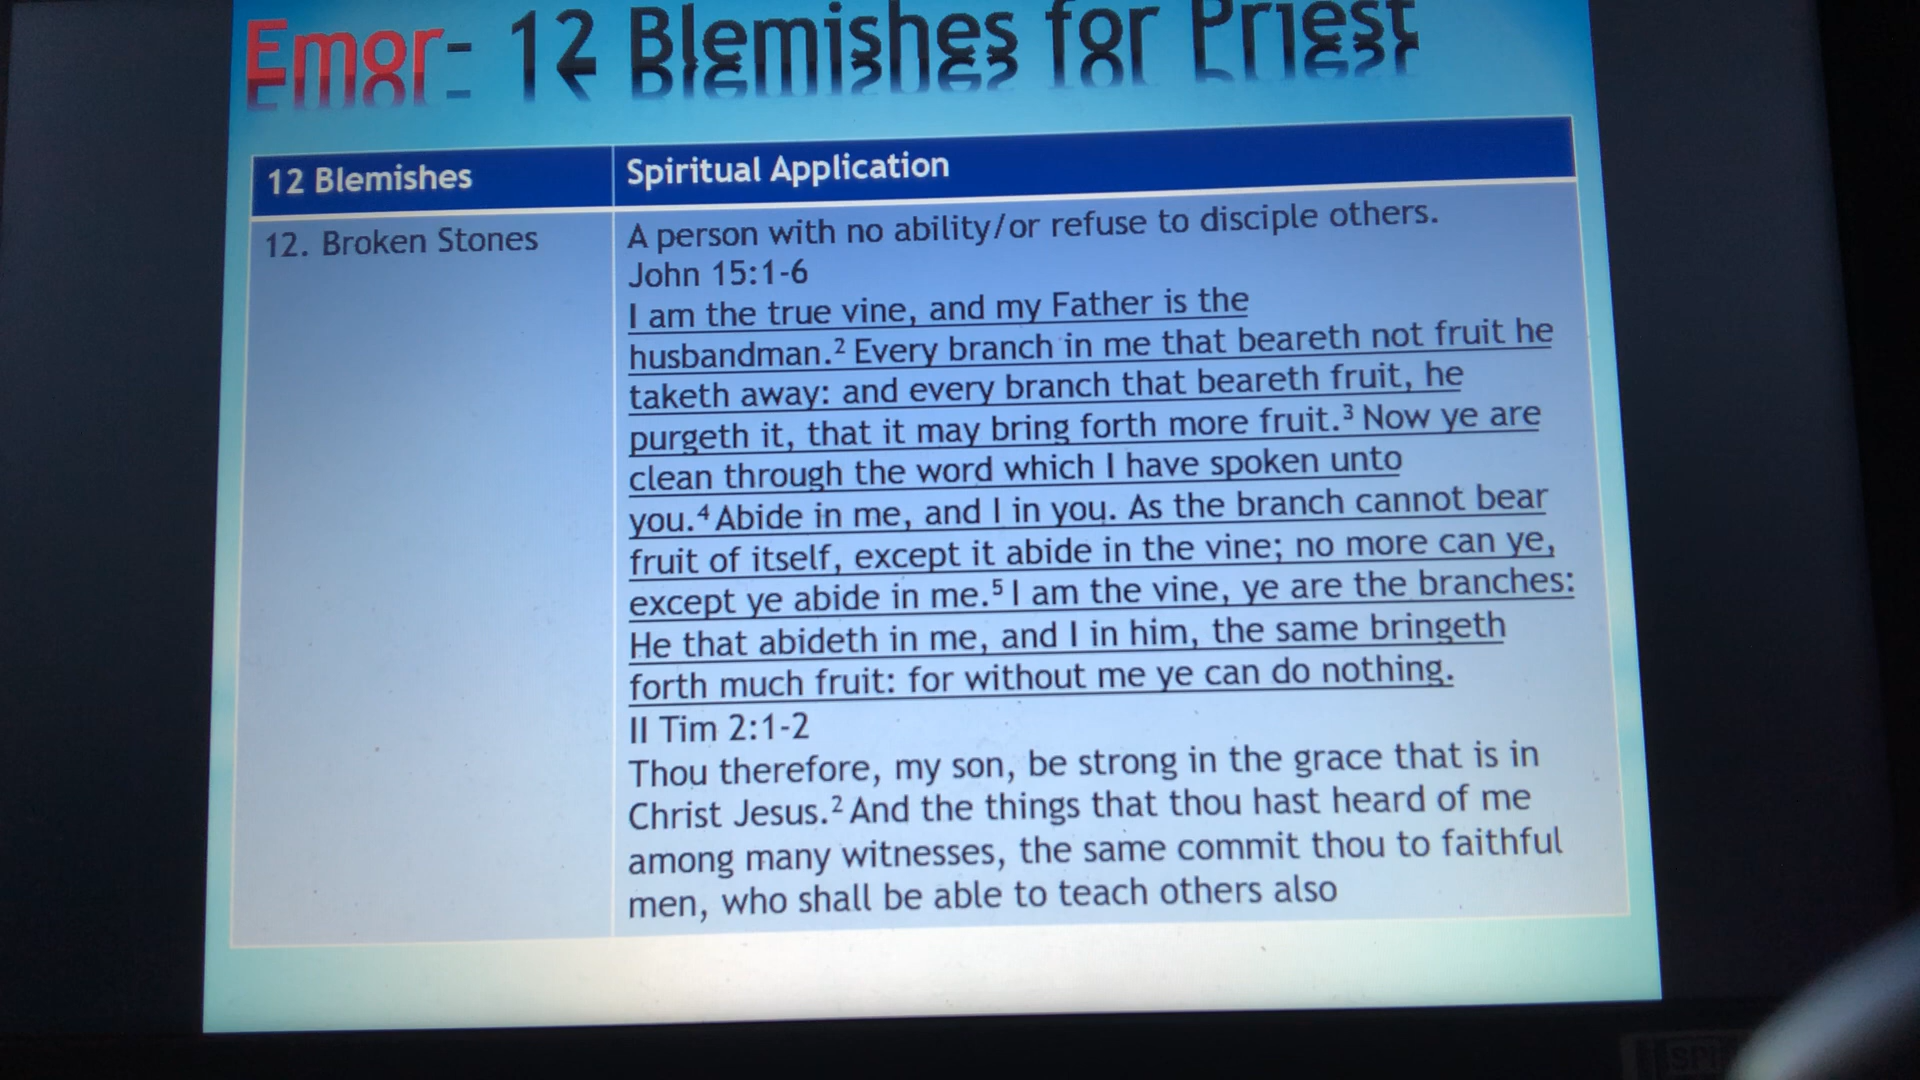 Emor- 12 Blemishes for Priest
12 Blemishes
Spiritual Application
12. Broken Stones
A person with no ability/or refuse to disciple others.
John 15:1-6
I am the true vine, and my Father is the
husbandman.² Every branch in me that beareth not fruit he
taketh away: and every branch that beareth fruit, he
purgeth it, that it may bring forth more fruit.³ Now ye are
clean through the word which I have spoken unto
you.⁴ Abide in me, and I in you. As the branch cannot bear
fruit of itself, except it abide in the vine; no more can ye,
except ye abide in me.⁵ I am the vine, ye are the branches:
He that abideth in me, and I in him, the same bringeth
forth much fruit: for without me ye can do nothing.
II Tim 2:1-2
Thou therefore, my son, be strong in the grace that is in
Christ Jesus.² And the things that thou hast heard of me
among many witnesses, the same commit thou to faithful
men, who shall be able to teach others also